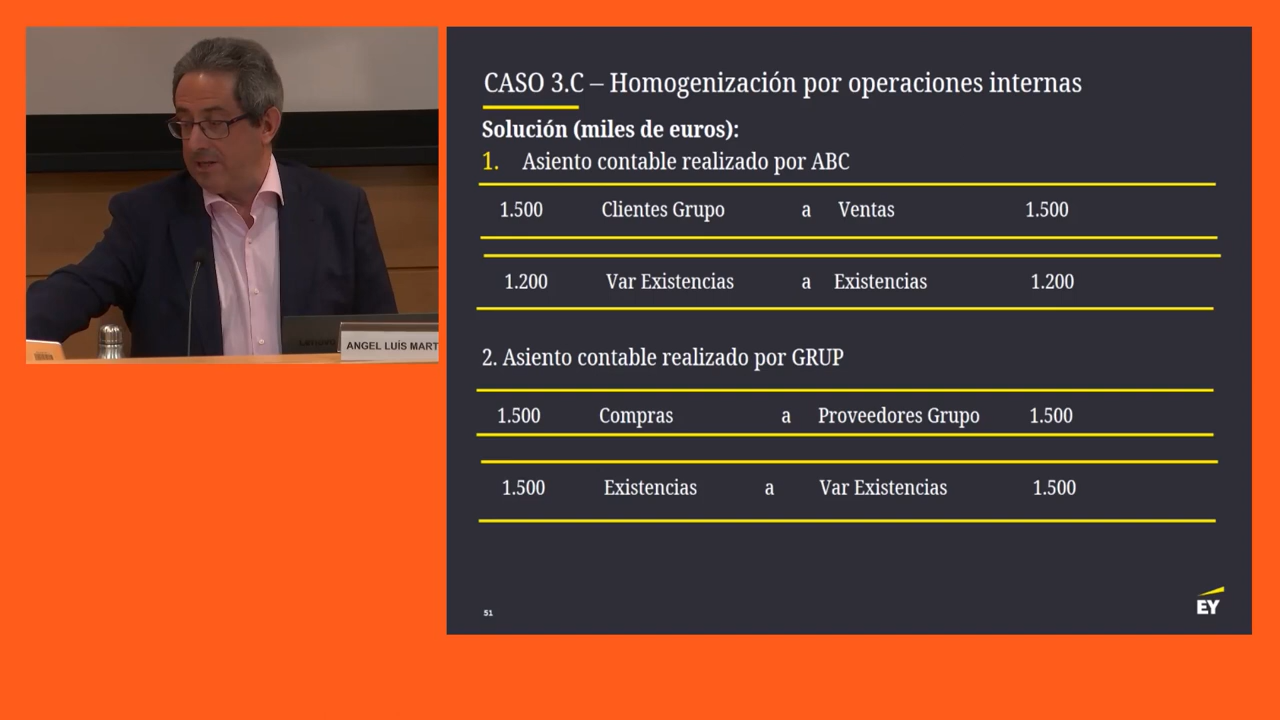 CASO 3.C – Homogenización por operaciones internas
Solución (miles de euros):
1. Asiento contable realizado por ABC
1.500 Clientes Grupo a Ventas 1.500
1.200 Var Existencias a Existencias 1.200
2. Asiento contable realizado por GRUP
1.500 Compras a Proveedores Grupo 1.500
1.500 Existencias a Var Existencias 1.500
51
EY
Lenovo
ANGEL LUÍS MART